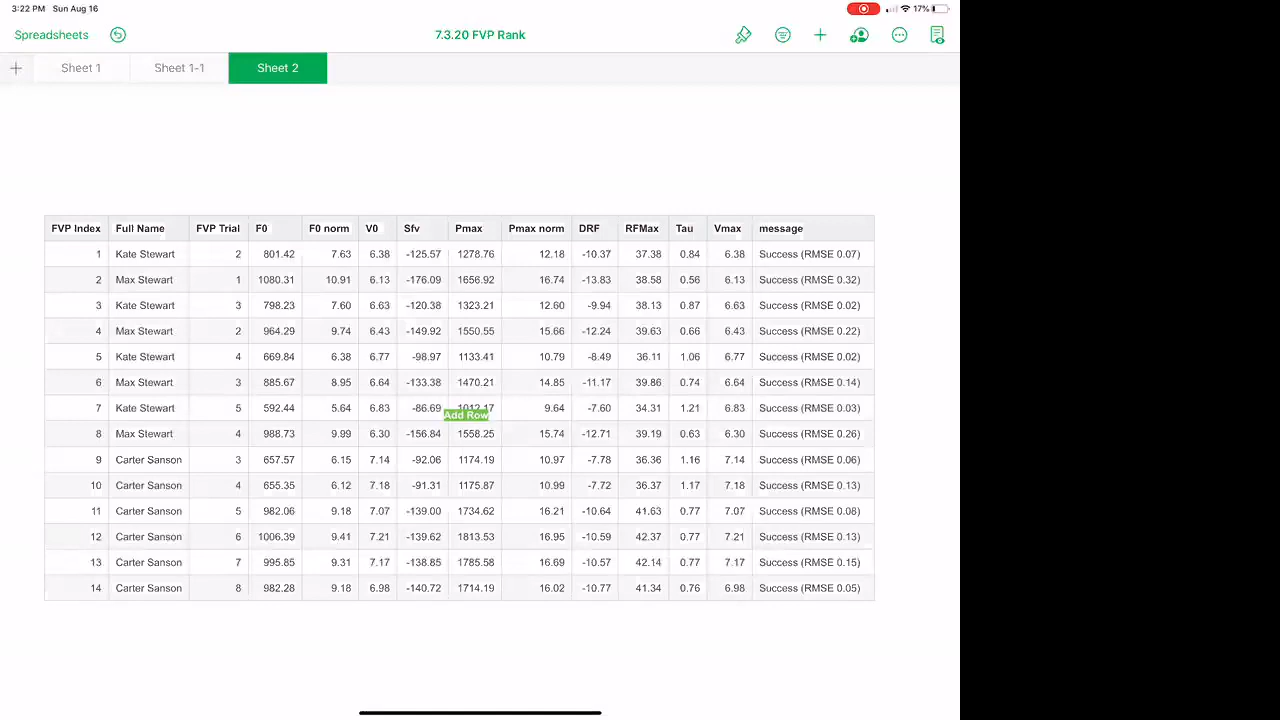 3:22 PM Sun Aug 16 17%
Spreadsheets 7.3.20 FVP Rank
Sheet 1 Sheet 1-1 Sheet 2
FVP Index Full Name FVP Trial F0 F0 norm V0 Sfv Pmax Pmax norm DRF RFMax Tau Vmax message
1 Kate Stewart 2 801.42 7.63 6.38 -125.57 1278.76 12.18 -10.37 37.38 0.84 6.38 Success (RMSE 0.07)
2 Max Stewart 1 1080.31 10.91 6.13 -176.09 1656.92 16.74 -13.83 38.58 0.56 6.13 Success (RMSE 0.32)
3 Kate Stewart 3 798.23 7.60 6.63 -120.38 1323.21 12.60 -9.94 38.13 0.87 6.63 Success (RMSE 0.02)
4 Max Stewart 2 964.29 9.74 6.43 -149.92 1550.55 15.66 -12.24 39.63 0.66 6.43 Success (RMSE 0.22)
5 Kate Stewart 4 669.84 6.38 6.77 -98.97 1133.41 10.79 -8.49 36.11 1.06 6.77 Success (RMSE 0.02)
6 Max Stewart 3 885.67 8.95 6.64 -133.38 1470.21 14.85 -11.17 39.86 0.74 6.64 Success (RMSE 0.14)
7 Kate Stewart 5 592.44 5.64 6.83 -86.69 1012.17 9.64 -7.60 34.31 1.21 6.83 Success (RMSE 0.03)
Add Row
8 Max Stewart 4 988.73 9.99 6.30 -156.84 1558.25 15.74 -12.71 39.19 0.63 6.30 Success (RMSE 0.26)
9 Carter Sanson 3 657.57 6.15 7.14 -92.06 1174.19 10.97 -7.78 36.36 1.16 7.14 Success (RMSE 0.06)
10 Carter Sanson 4 655.35 6.12 7.18 -91.31 1175.87 10.99 -7.72 36.37 1.17 7.18 Success (RMSE 0.13)
11 Carter Sanson 5 982.06 9.18 7.07 -139.00 1734.62 16.21 -10.64 41.63 0.77 7.07 Success (RMSE 0.08)
12 Carter Sanson 6 1006.39 9.41 7.21 -139.62 1813.53 16.95 -10.59 42.37 0.77 7.21 Success (RMSE 0.13)
13 Carter Sanson 7 995.85 9.31 7.17 -138.85 1785.58 16.69 -10.57 42.14 0.77 7.17 Success (RMSE 0.15)
14 Carter Sanson 8 982.28 9.18 6.98 -140.72 1714.19 16.02 -10.77 41.34 0.76 6.98 Success (RMSE 0.05)